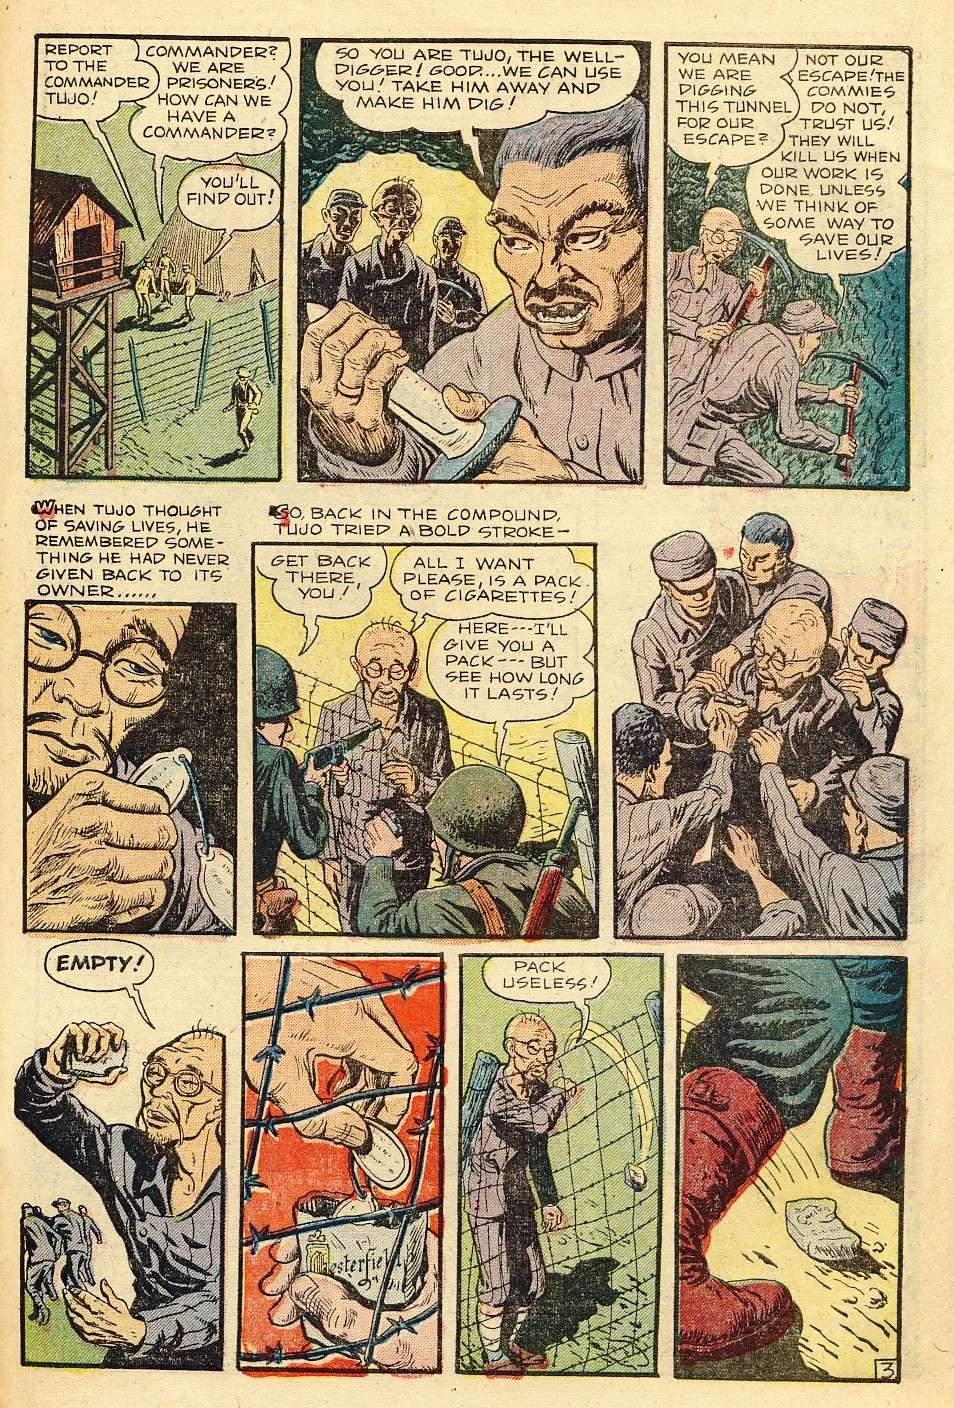 REPORT
TO THE
COMMANDER
TUJO!
COMMANDER?
WE ARE
PRISONERS!
HOW CAN WE
HAVE A
COMMANDER?
YOU'LL
FIND OUT!
SO YOU ARE TUJO, THE WELL-
DIGGER! GOOD....WE CAN USE
YOU! TAKE HIM AWAY AND
MAKE HIM DIG!
YOU MEAN
WE ARE
DIGGING
THIS TUNNEL
FOR OUR
ESCAPE?
NOT OUR
ESCAPE! THE
COMMIES
DO NOT
TRUST US!
THEY WILL
KILL US WHEN
OUR WORK IS
DONE UNLESS
WE THINK OF
SOME WAY TO
SAVE OUR
LIVES!
WHEN TUJO THOUGHT
OF SAVING LIVES, HE
REMEMBERED SOME-
THING HE HAD NEVER
GIVEN BACK TO ITS
OWNER......
SO, BACK IN THE COMPOUND,
TUJO TRIED A BOLD STROKE—
GET BACK
THERE,
YOU!
ALL I WANT
PLEASE, IS A PACK
OF CIGARETTES!
HERE---I'LL
GIVE YOU A
PACK--- BUT
SEE HOW LONG
IT LASTS!
EMPTY!
Chesterfield
PACK
USELESS!
3